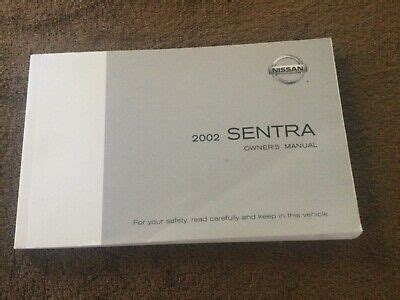 NISSAN
2002 SENTRA
OWNER'S MANUAL
For your safety, read carefully and keep in this vehicle.